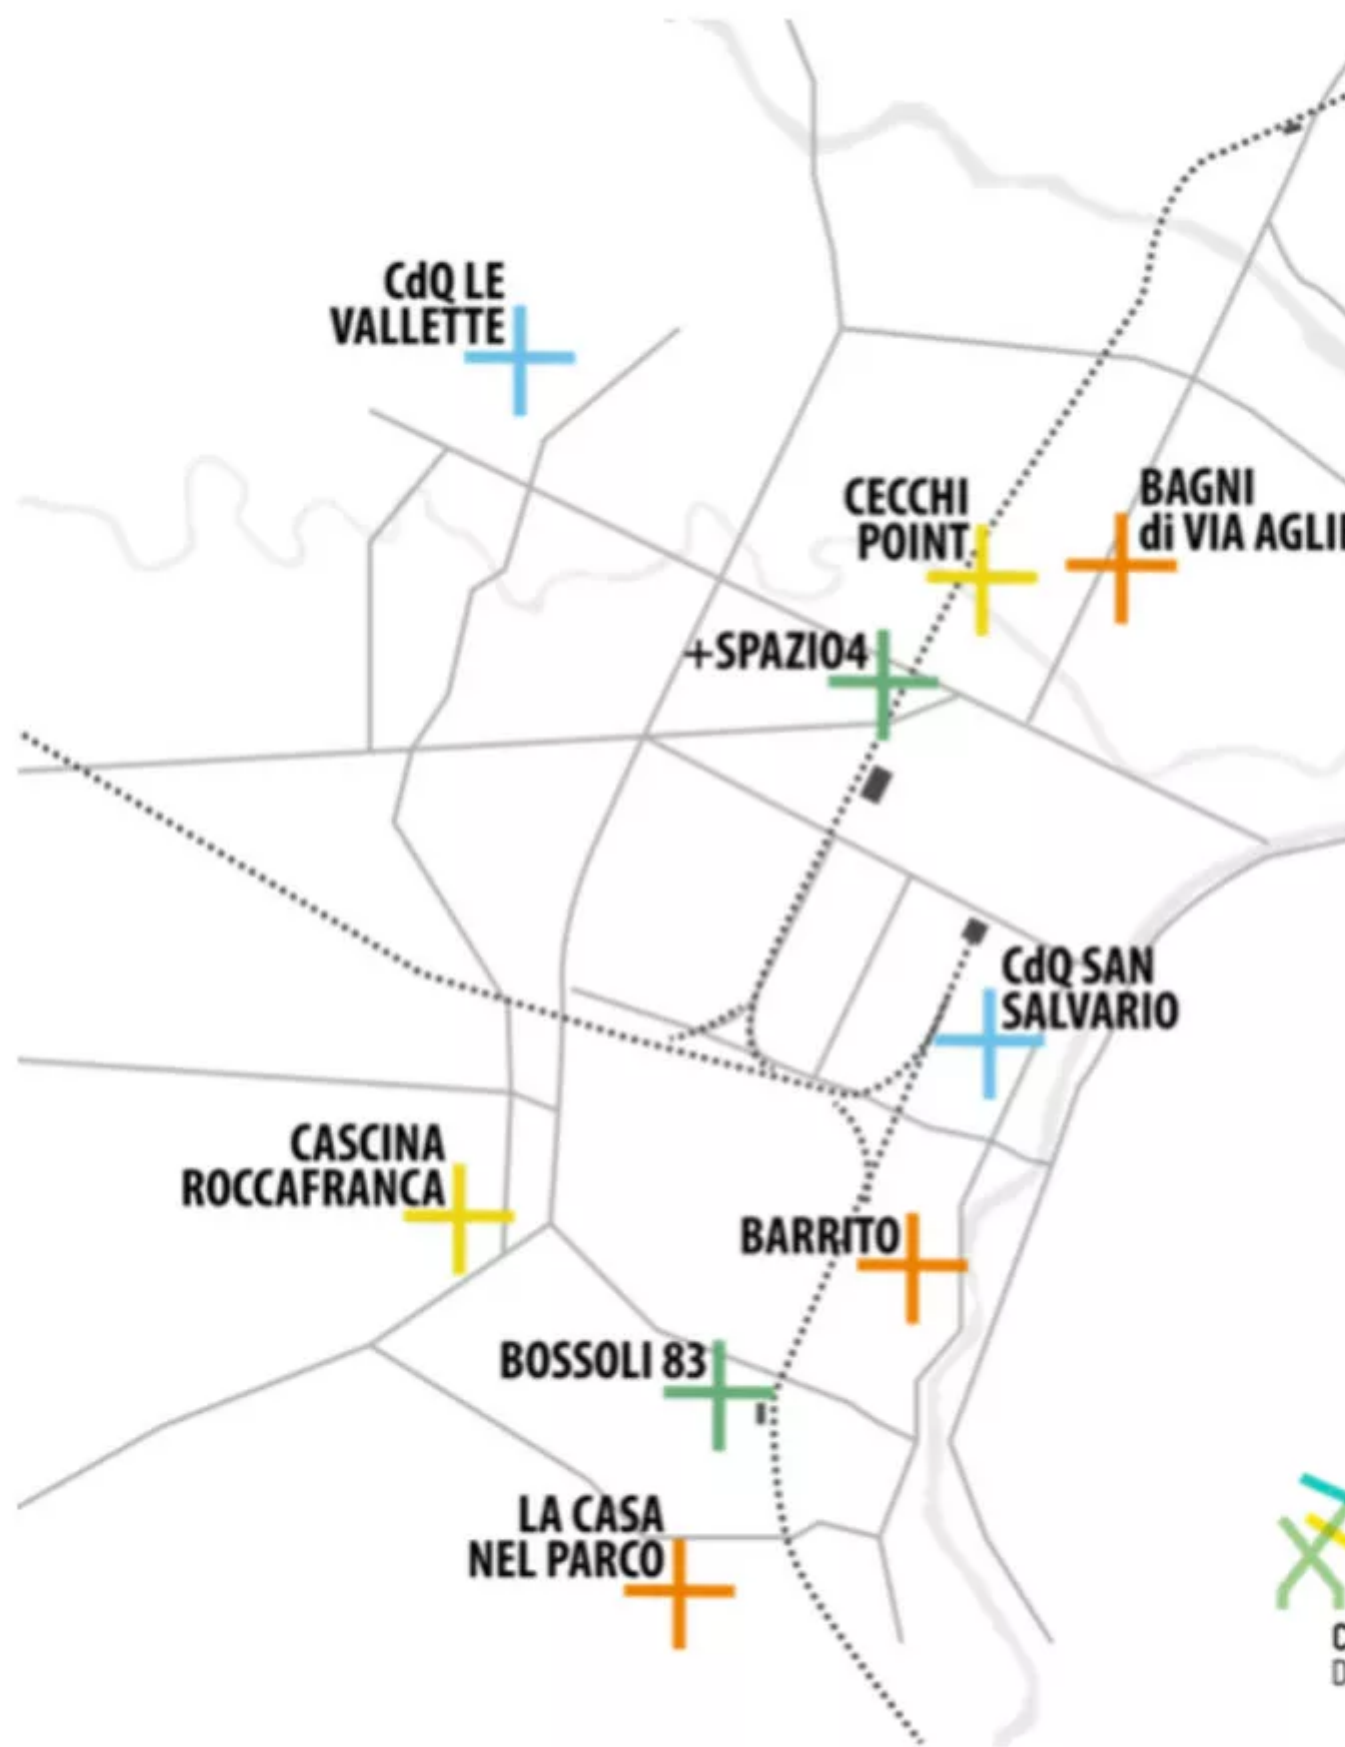 CdQ LE
VALLETTE
CECCHI
POINT
BAGNI
di VIA
+SPAZIO4
CdQ SAN
SALVARIO
CASCINA
ROCCAFRANCA
BARRITO
BOSSOLI 83
LA CASA
NEL PARCO